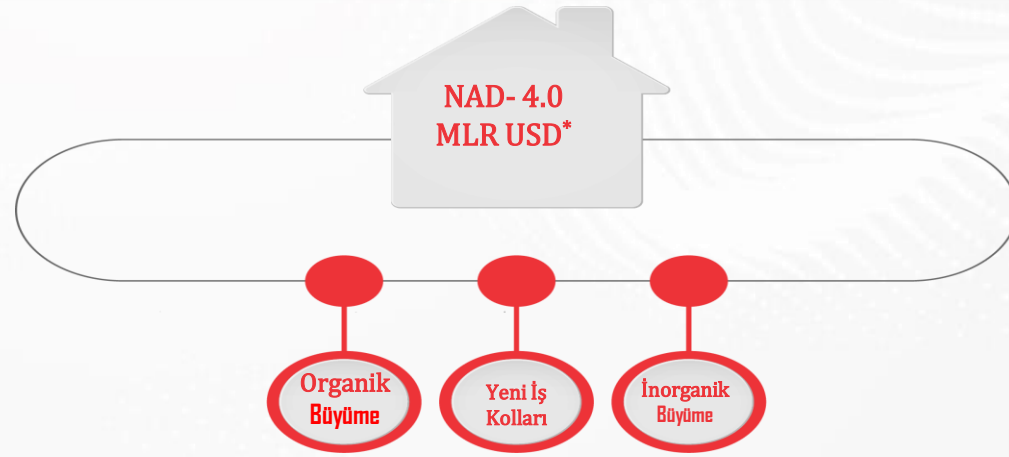 NAD- 4.0
MLR USD*
Organik
Büyüme
Yeni İş
Kolları
İnorganik
Büyüme